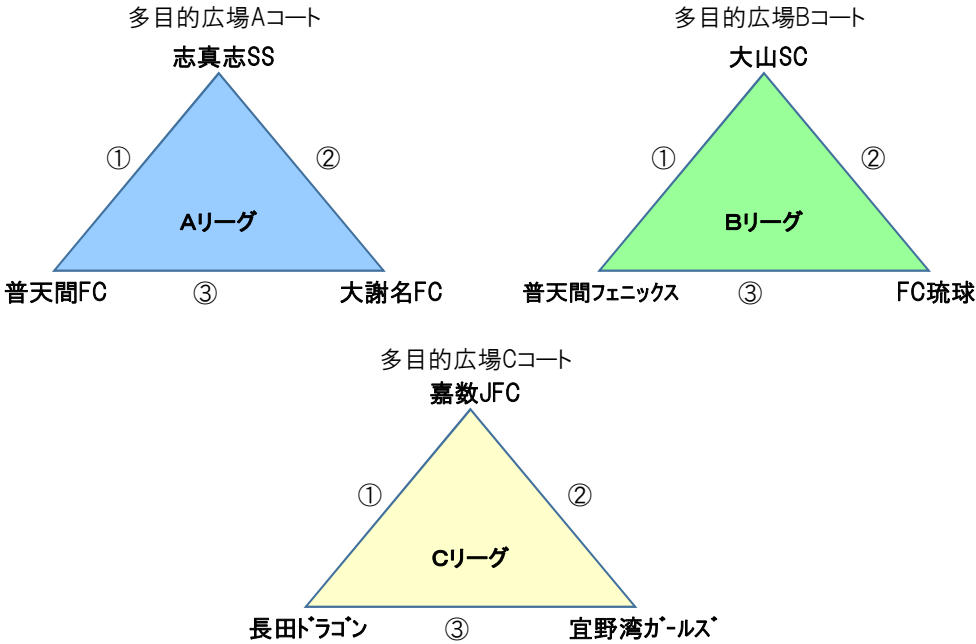 多目的広場Aコート
志真志SS
①
②
Aリーグ
普天間FC
③
大謝名FC
多目的広場Bコート
大山SC
①
②
Bリーグ
普天間フェニックス
③
FC琉球
多目的広場Cコート
嘉数JFC
①
②
Cリーグ
長田ﾄﾞﾗｺﾞﾝ
③
宜野湾ｶﾞｰﾙｽﾞ